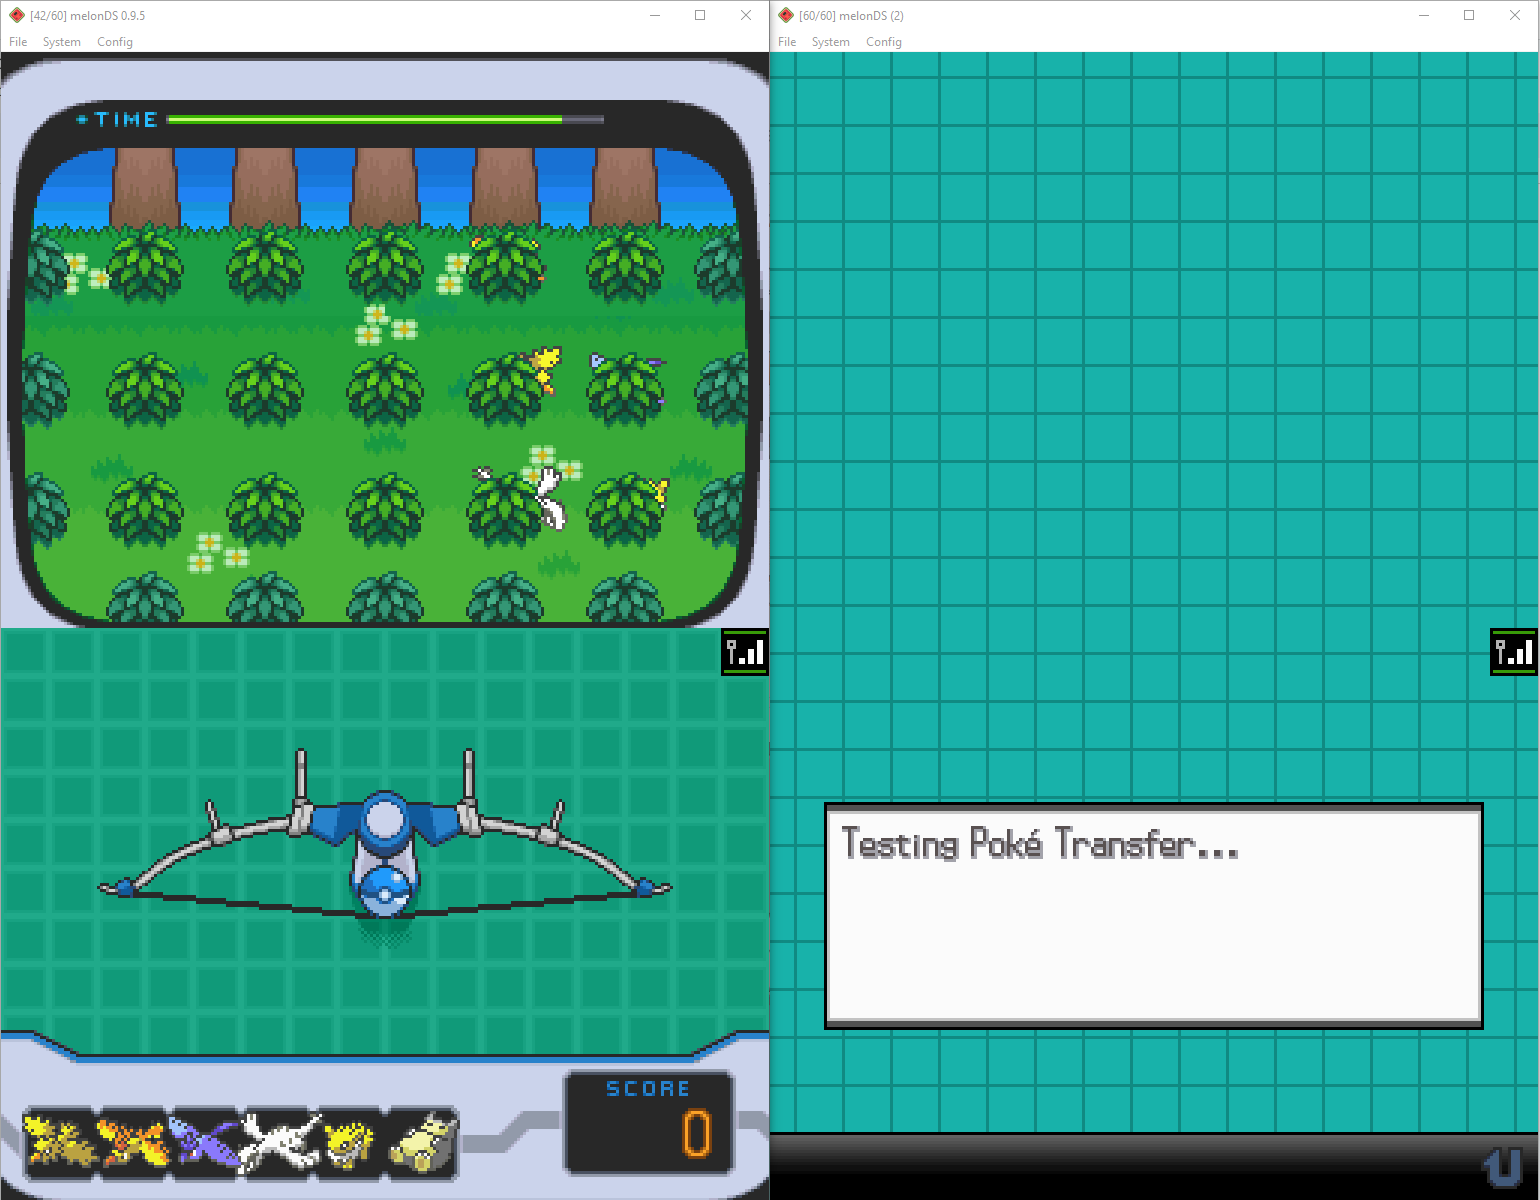 [42/60] melonDS 0.9.5
File System Config
TIME
SCORE
0
[60/60] melonDS (2)
File System Config
Testing Poké Transfer...